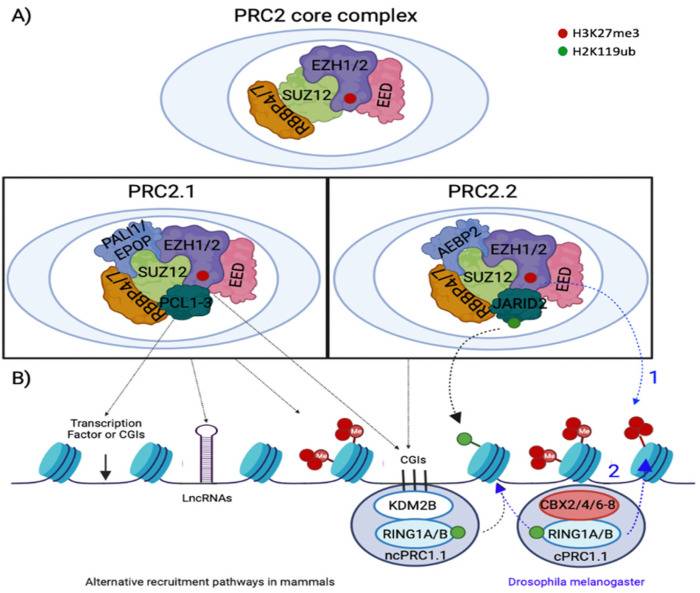 A)
PRC2 core complex
H3K27me3
H2K119ub
EZH1/2
SUZ12
EED
RBBP4/7
PRC2.1
PRC2.2
PALI1/
EPOP
EZH1/2
SUZ12
EED
RBBP4/7
PCL1-3
AEBP2
EZH1/2
SUZ12
EED
RBBP4/7
JARID2
B)
1
Transcription
Factor or CGIs
LncRNAs
Me
Me
CGIs
KDM2B
RING1A/B
ncPRC1.1
Me
Me
2
CBX2/4/6-8
RING1A/B
cPRC1.1
Alternative recruitment pathways in mammals
Drosophila melanogaster